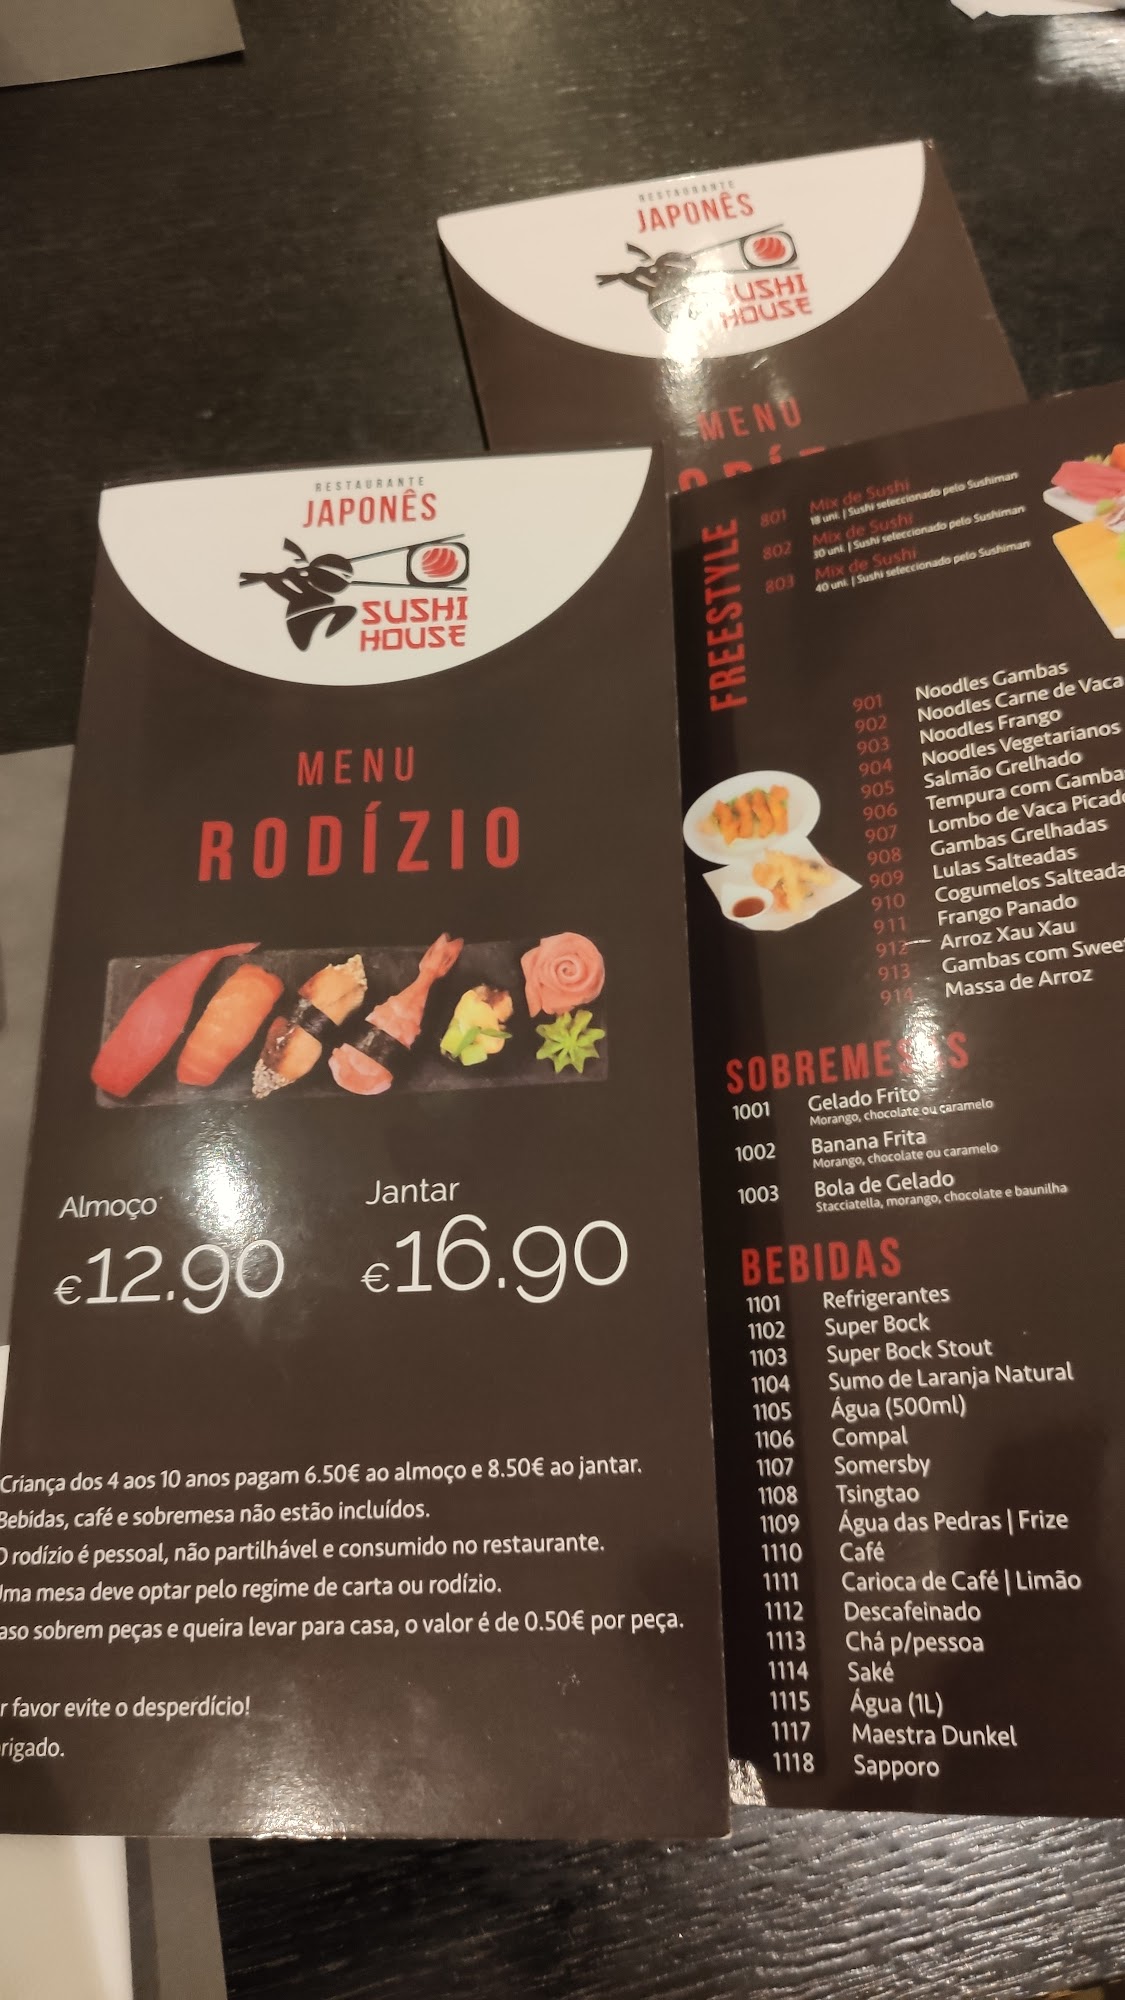 RESTAURANTE
JAPONÊS
SUSHI
HOUSE
MENU
RESTAURANTE
JAPONÊS
SUSHI
HOUSE
MENU
RODÍZIO
Almoço
€12.90
Jantar
€16.90
Criança dos 4 aos 10 anos pagam 6.50€ ao almoço e 8.50€ ao jantar.
Bebidas, café e sobremesa não estão incluídos.
O rodízio é pessoal, não partilhável e consumido no restaurante.
Uma mesa deve optar pelo regime de carta ou rodízio.
aso sobrem peças e queira levar para casa, o valor é de 0.50€ por peça.
r favor evite o desperdício!
rigado.
FREESTYLE
801 Mix de Sushi
18 uni. | Sushi seleccionado pelo Sushiman
802 Mix de Sushi
30 uni. | Sushi seleccionado pelo Sushiman
803 Mix de Sushi
40 uni. | Sushi seleccionado pelo Sushiman
901 Noodles Gambas
902 Noodles Carne de Vaca
903 Noodles Frango
904 Noodles Vegetarianos
905 Salmão Grelhado
906 Tempura com Gamba
907 Lombo de Vaca Picado
908 Gambas Grelhadas
909 Lulas Salteadas
910 Cogumelos Salteada
911 Frango Panado
912 Arroz Xau Xau
913 Gambas com Sweet
914 Massa de Arroz
SOBREMESAS
1001 Gelado Frito
Morango, chocolate ou caramelo
1002 Banana Frita
Morango, chocolate ou caramelo
1003 Bola de Gelado
Stacciatella, morango, chocolate e baunilha
BEBIDAS
1101 Refrigerantes
1102 Super Bock
1103 Super Bock Stout
1104 Sumo de Laranja Natural
1105 Água (500ml)
1106 Compal
1107 Somersby
1108 Tsingtao
1109 Água das Pedras | Frize
1110 Café
1111 Carioca de Café | Limão
1112 Descafeinado
1113 Chá p/pessoa
1114 Saké
1115 Água (1L)
1117 Maestra Dunkel
1118 Sapporo